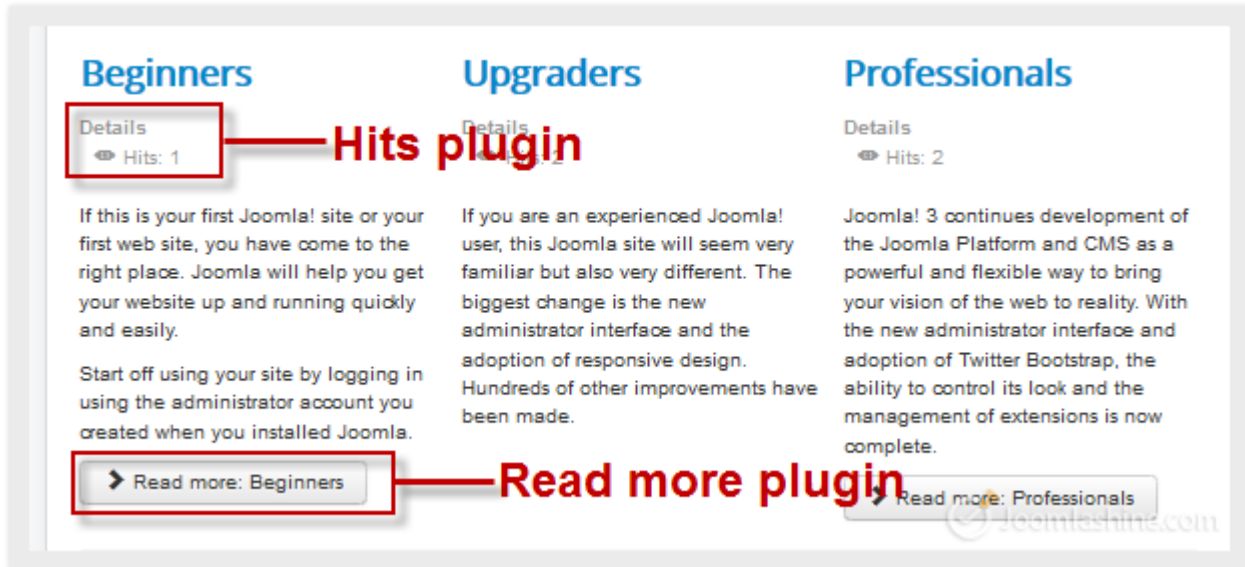 Beginners
Details
Hits: 1
If this is your first Joomla! site or your
first web site, you have come to the
right place. Joomla will help you get
your website up and running quickly
and easily.
Start off using your site by logging in
using the administrator account you
created when you installed Joomla.
Read more: Beginners
Hits plugin
Read more plugin
Upgraders
Details
Hits: 2
If you are an experienced Joomla!
user, this Joomla site will seem very
familiar but also very different. The
biggest change is the new
administrator interface and the
adoption of responsive design.
Hundreds of other improvements have
been made.
Professionals
Details
Hits: 2
Joomla! 3 continues development of
the Joomla Platform and CMS as a
powerful and flexible way to bring
your vision of the web to reality. With
the new administrator interface and
adoption of Twitter Bootstrap, the
ability to control its look and the
management of extensions is now
complete.
Read more: Professionals
Joomlashine.com